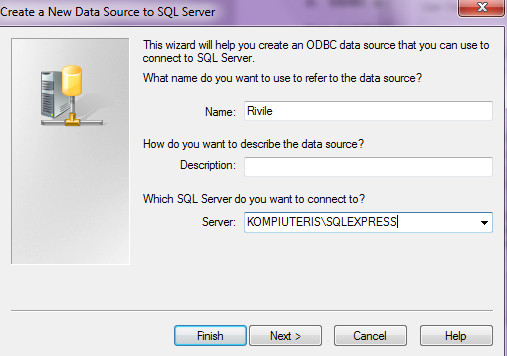 Create a New Data Source to SQL Server
This wizard will help you create an ODBC data source that you can use to
connect to SQL Server.
What name do you want to use to refer to the data source?
Name: Rivile
How do you want to describe the data source?
Description:
Which SQL Server do you want to connect to?
Server: KOMPIUTERIS\SQLEXPRESS
Finish Next > Cancel Help